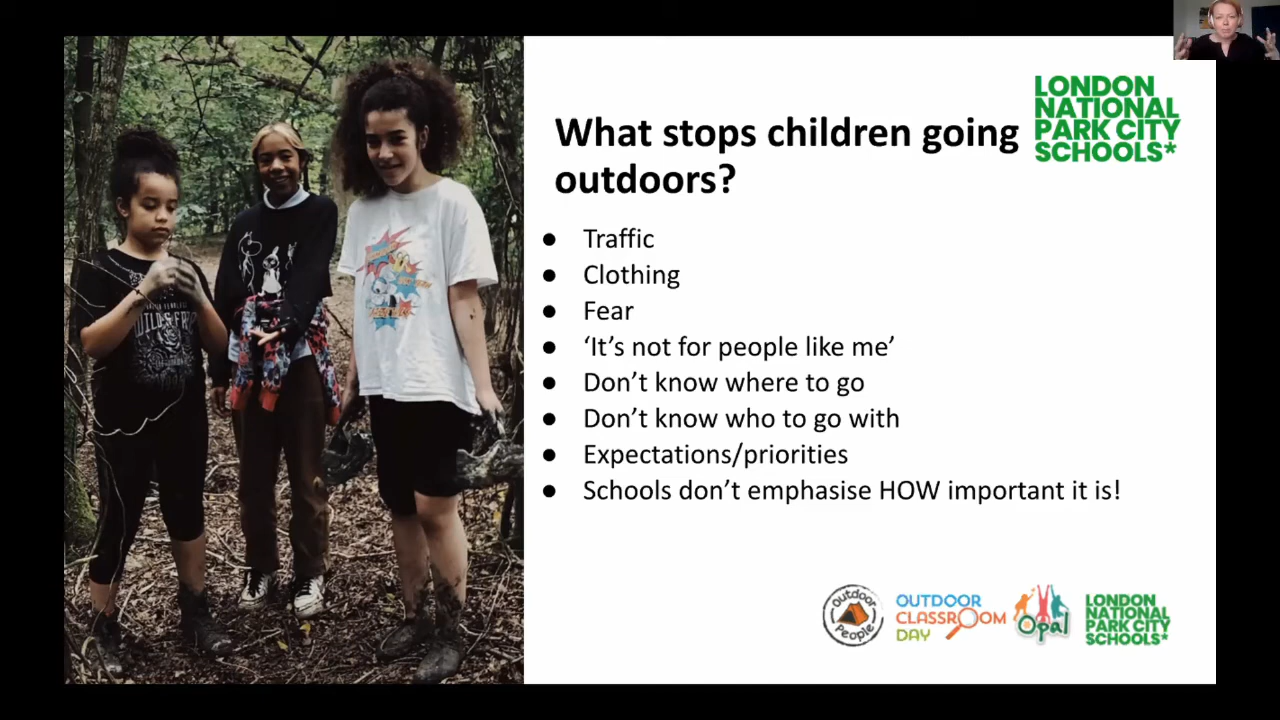 LONDON
NATIONAL
PARK CITY
SCHOOLS*
What stops children going
outdoors?
● Traffic
● Clothing
● Fear
● ‘It’s not for people like me’
● Don’t know where to go
● Don’t know who to go with
● Expectations/priorities
● Schools don’t emphasise HOW important it is!
Outdoor
People
OUTDOOR
CLASSROOM
DAY
Opal
LONDON
NATIONAL
PARK CITY
SCHOOLS*